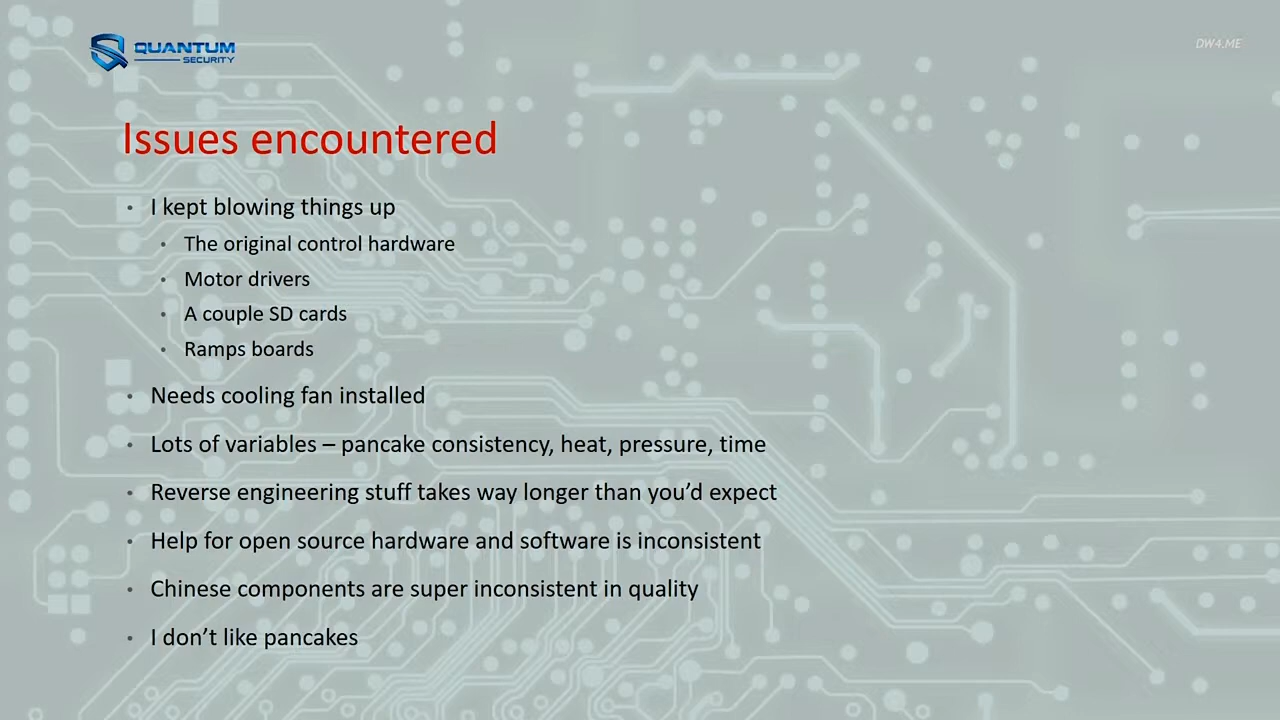 QUANTUM
SECURITY
DW4.ME
Issues encountered
• I kept blowing things up
• The original control hardware
• Motor drivers
• A couple SD cards
• Ramps boards
• Needs cooling fan installed
• Lots of variables – pancake consistency, heat, pressure, time
• Reverse engineering stuff takes way longer than you’d expect
• Help for open source hardware and software is inconsistent
• Chinese components are super inconsistent in quality
• I don’t like pancakes